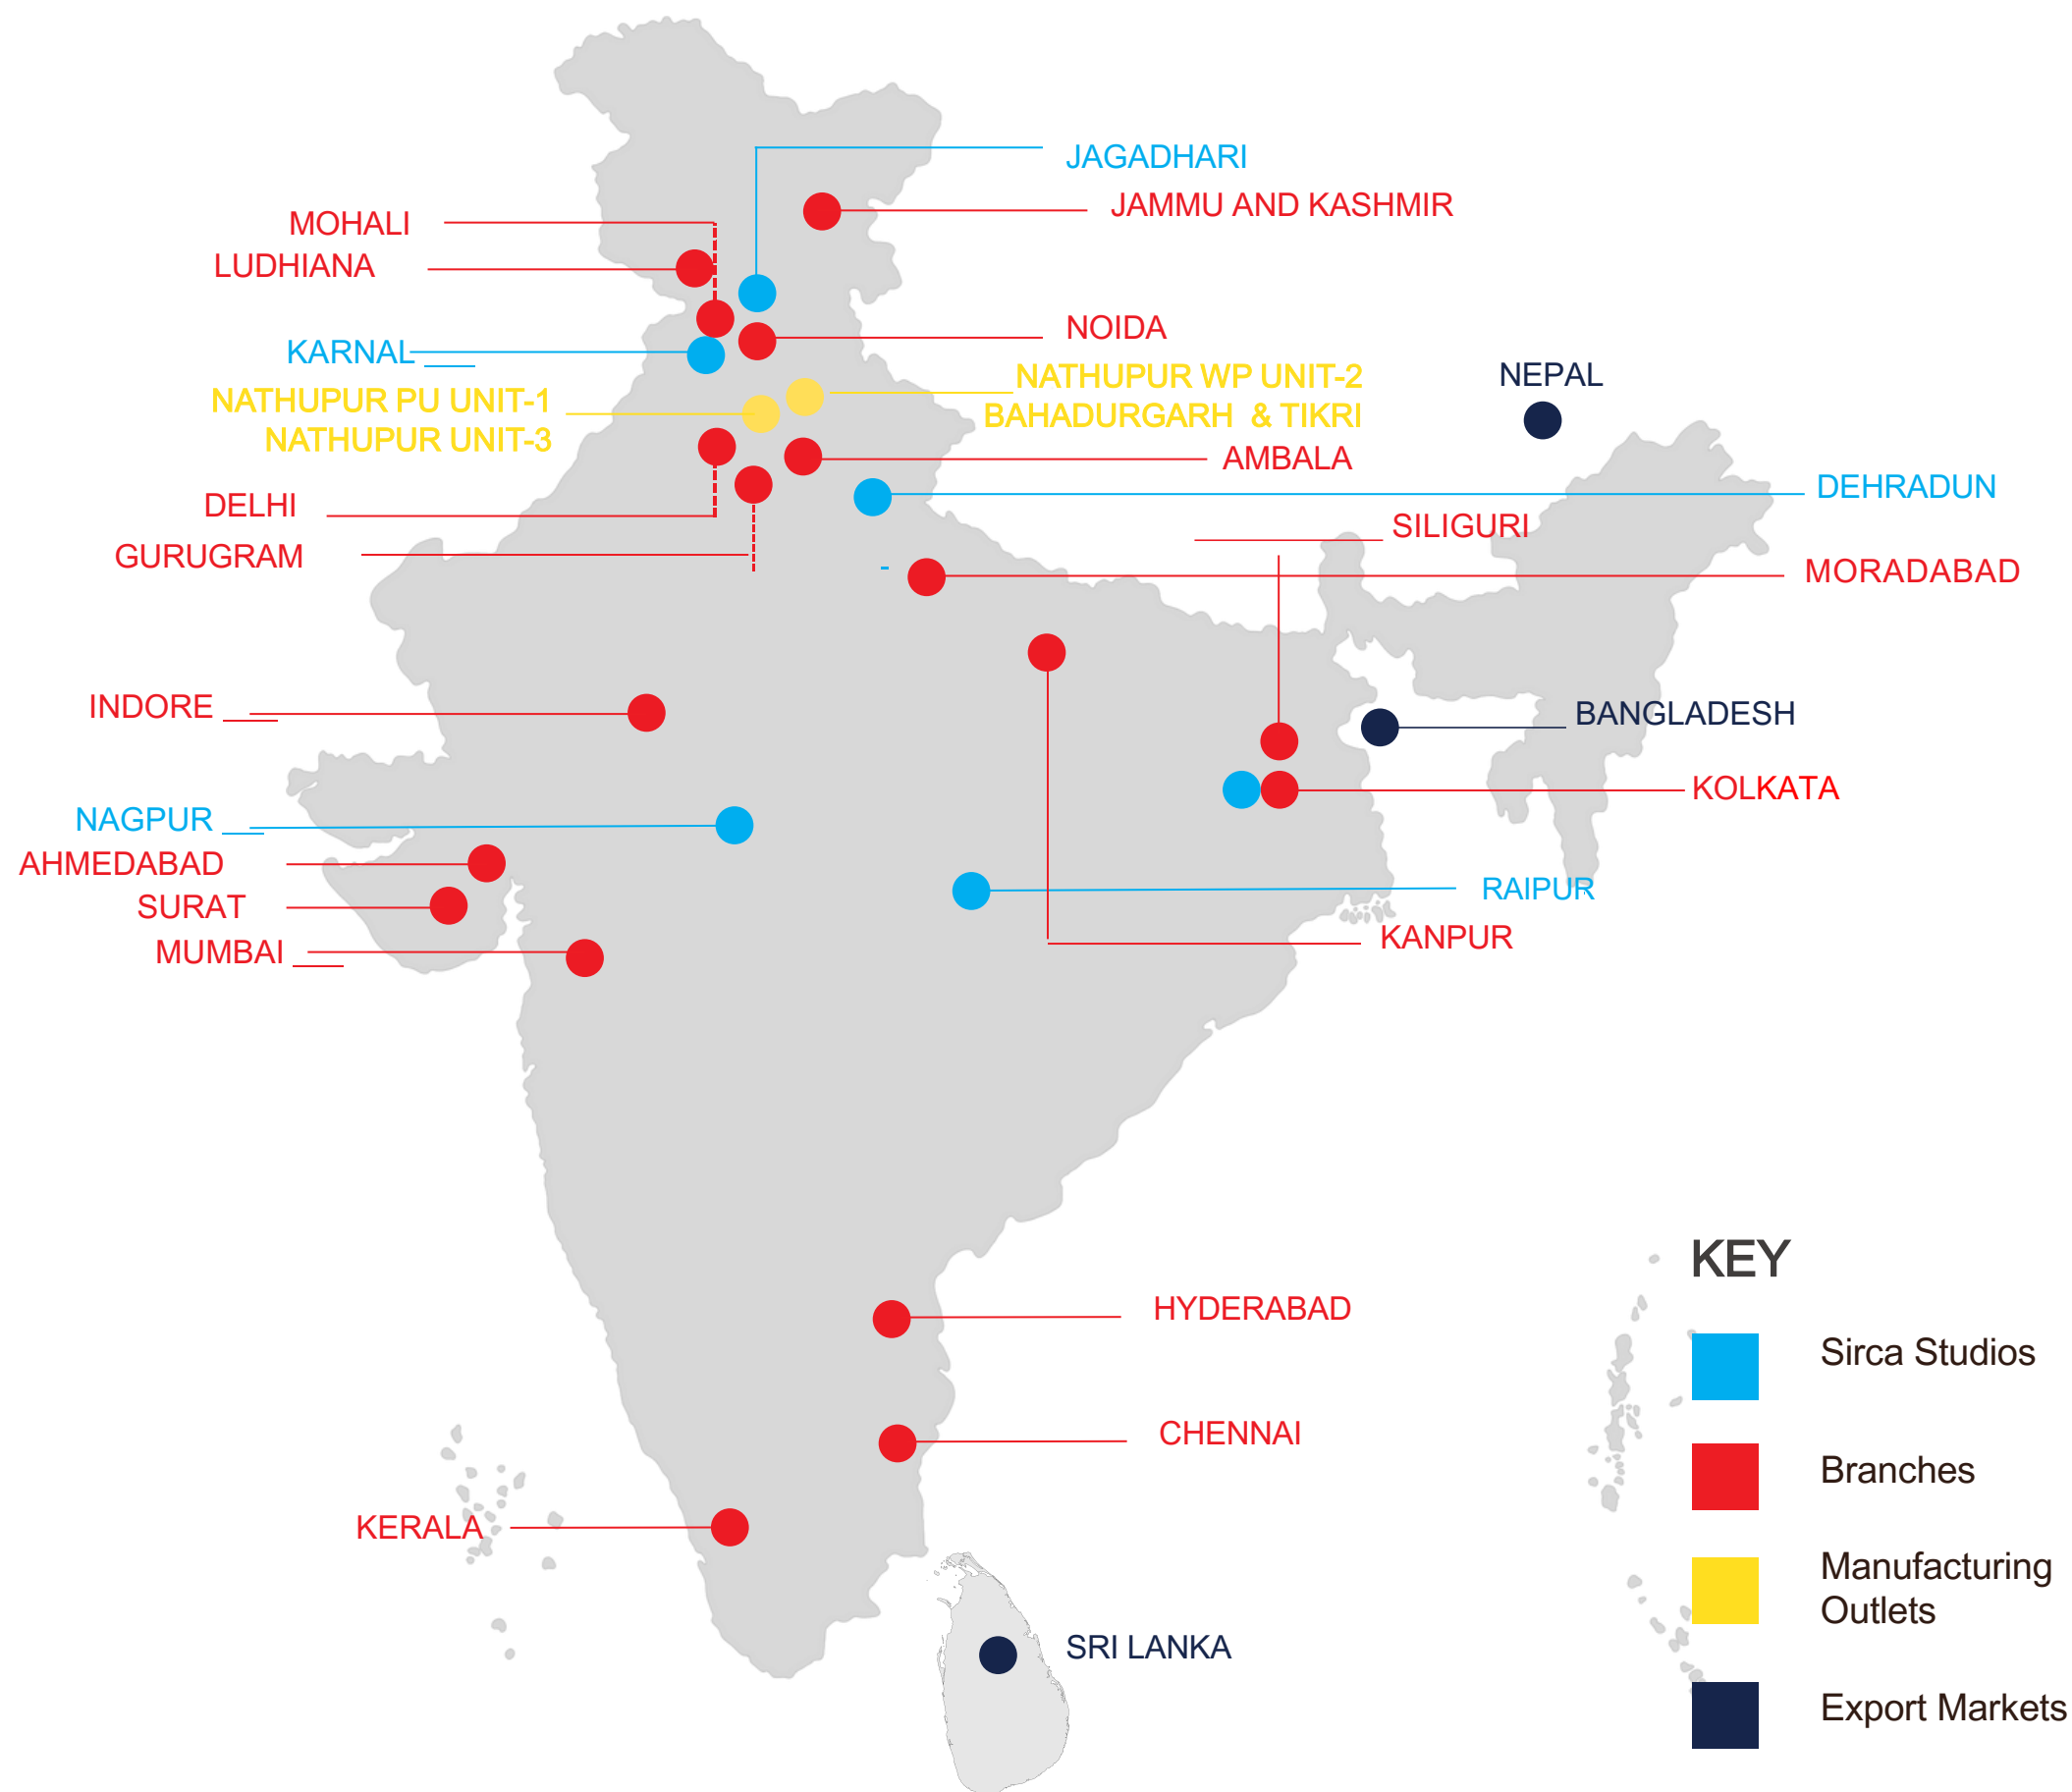 JAGADHARI
JAMMU AND KASHMIR
MOHALI
LUDHIANA
NOIDA
KARNAL
NATHUPUR WP UNIT-2
BAHADURGARH & TIKRI
NEPAL
NATHUPUR PU UNIT-1
NATHUPUR UNIT-3
AMBALA
DEHRADUN
DELHI
SILIGURI
GURUGRAM
MORADABAD
INDORE
BANGLADESH
KOLKATA
NAGPUR
AHMEDABAD
RAIPUR
SURAT
KANPUR
MUMBAI
HYDERABAD
CHENNAI
KERALA
SRI LANKA
KEY
Sirca Studios
Branches
Manufacturing
Outlets
Export Markets